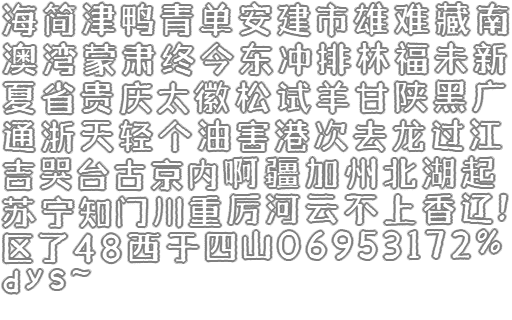 海简津鸭青单安建市雄难藏南
澳湾蒙肃终今东冲排林福未新
夏省贵庆太徽松试羊甘陕黑广
通浙天轻个油害港次去龙过江
吉哭台古京内啊疆加州北湖起
苏宁知门川重厉河云不上香辽!
区了48西于四山06953172%
dys~